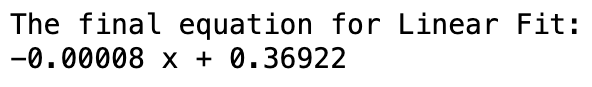 The final equation for Linear Fit:
-0.00008 x + 0.36922